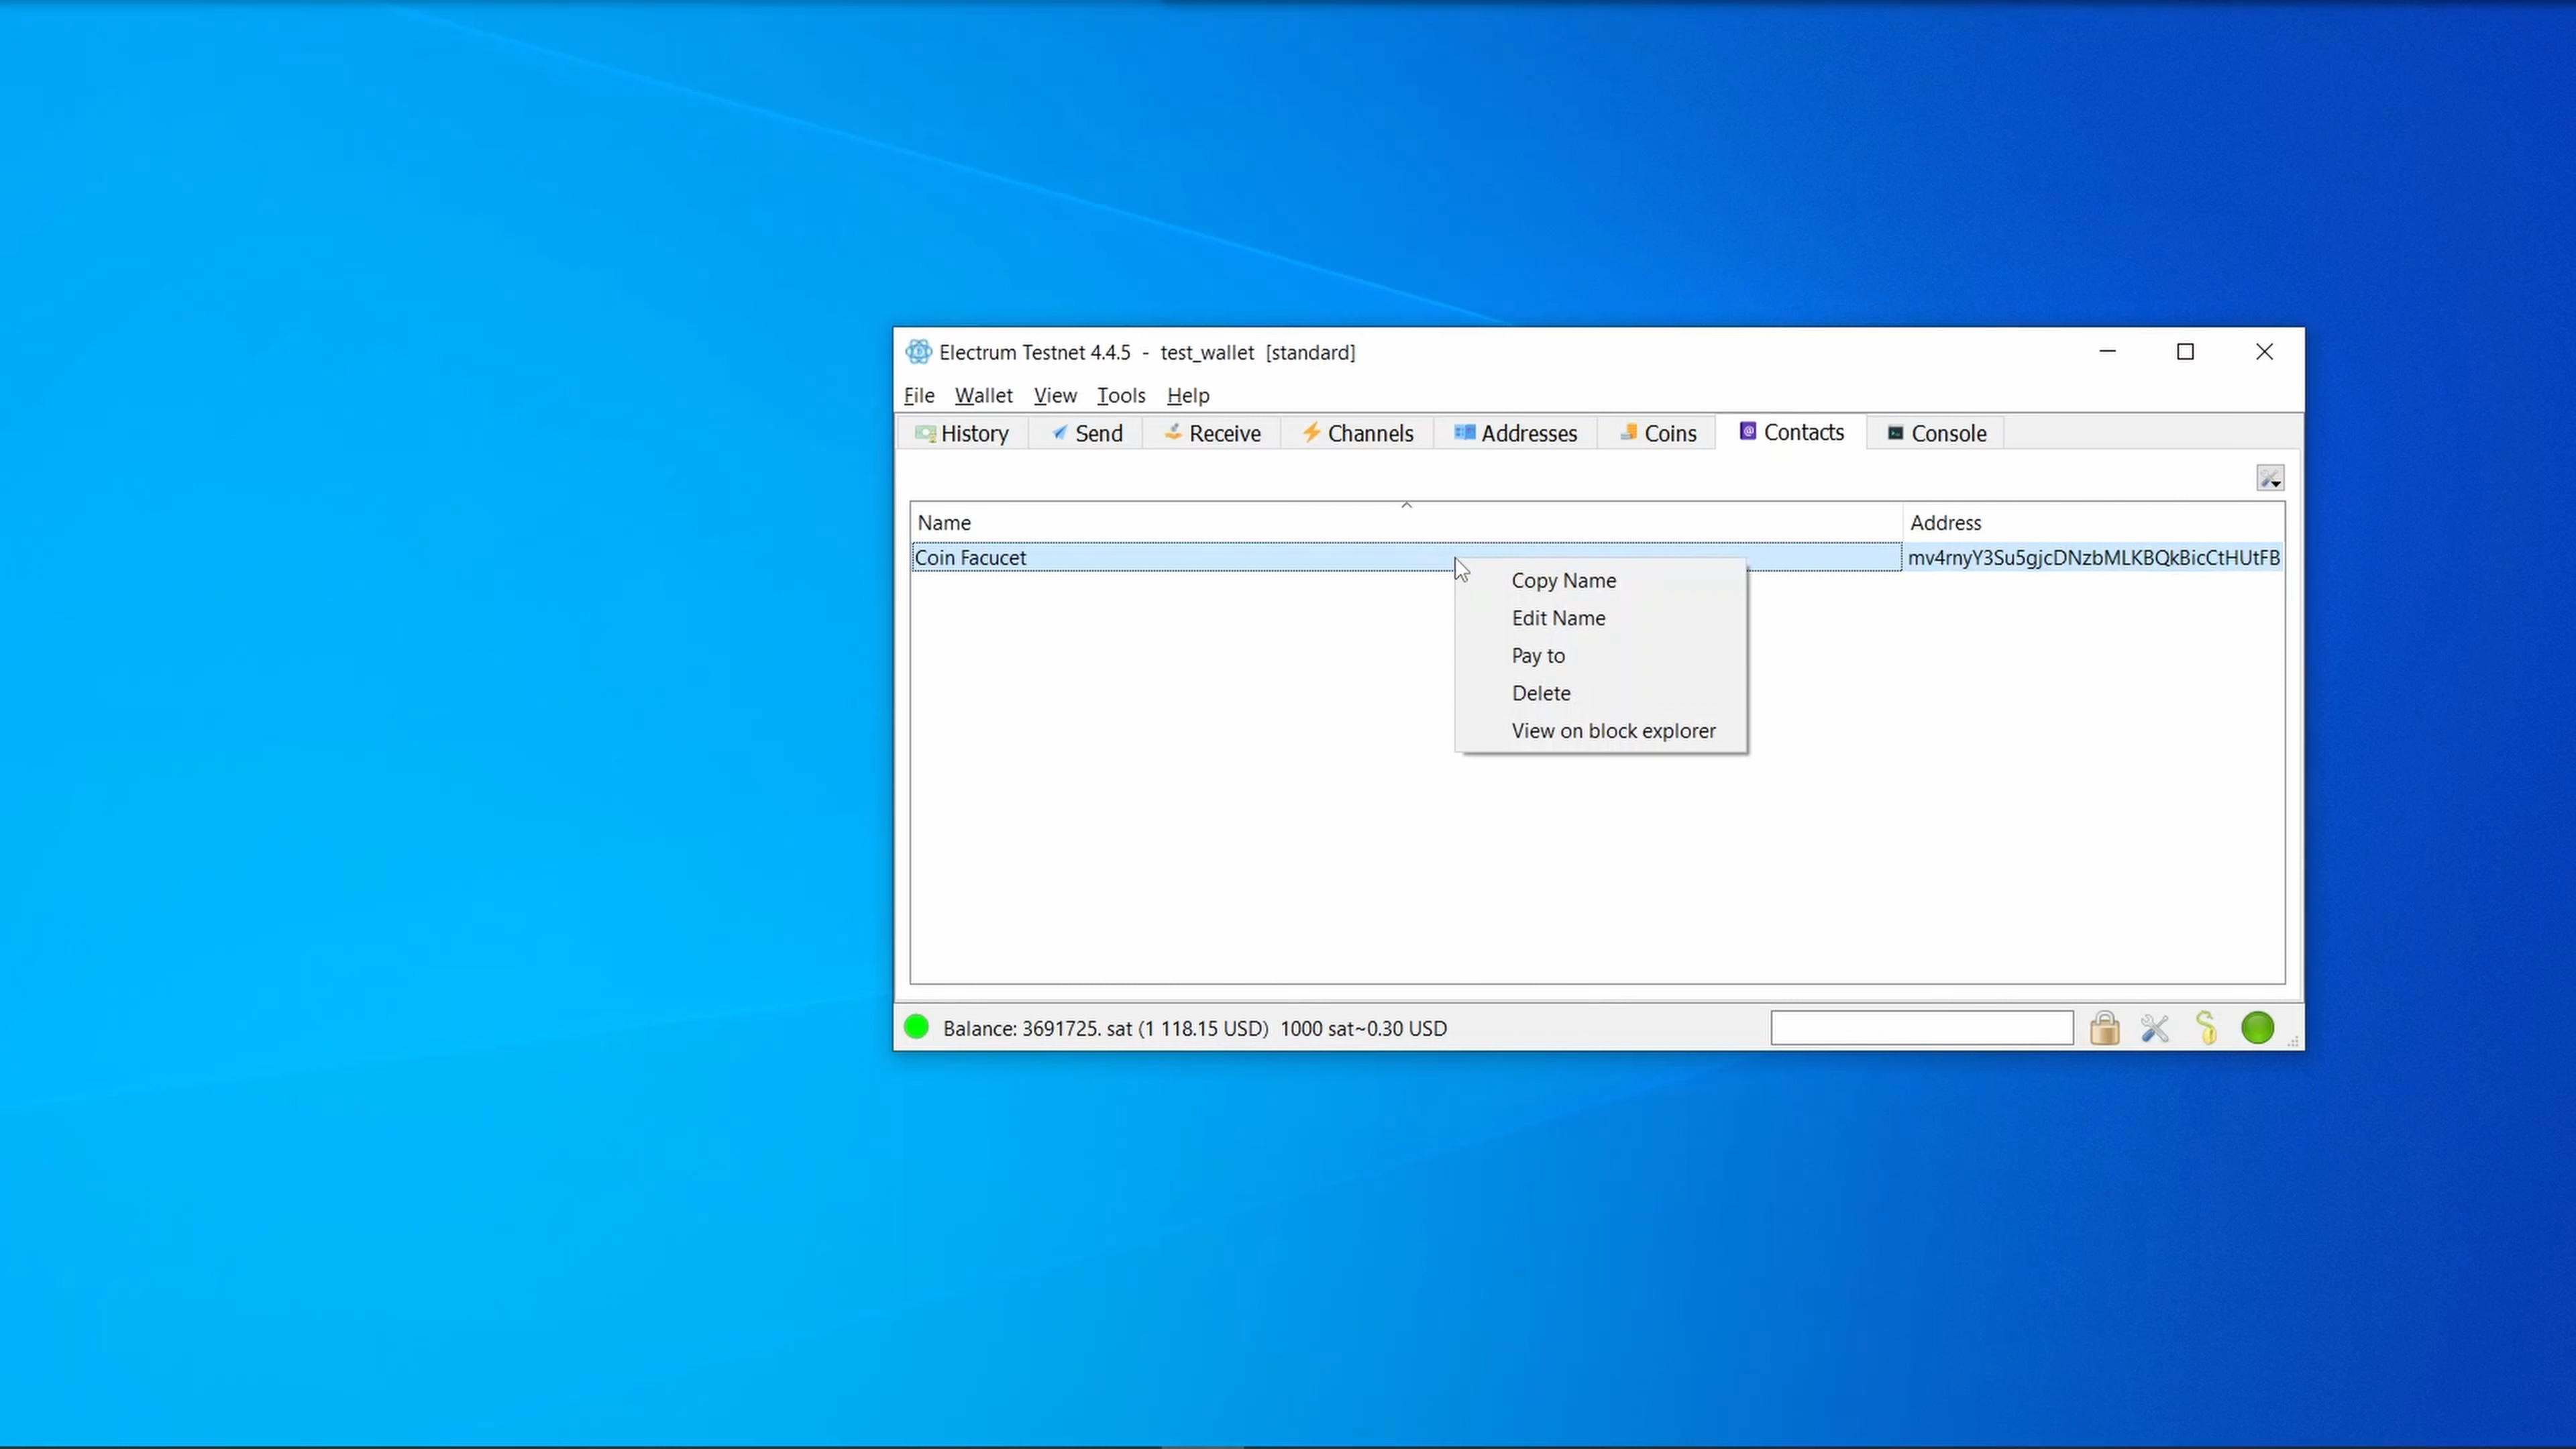 Electrum Testnet 4.4.5 - test_wallet [standard]
File Wallet View Tools Help
History Send Receive Channels Addresses Coins Contacts Console
Name Address
Coin Facucet mv4rnyY3Su5gjcDNzbMLKBQkBicCtHUtFB
Copy Name
Edit Name
Pay to
Delete
View on block explorer
Balance: 3691725. sat (1 118.15 USD) 1000 sat~0.30 USD